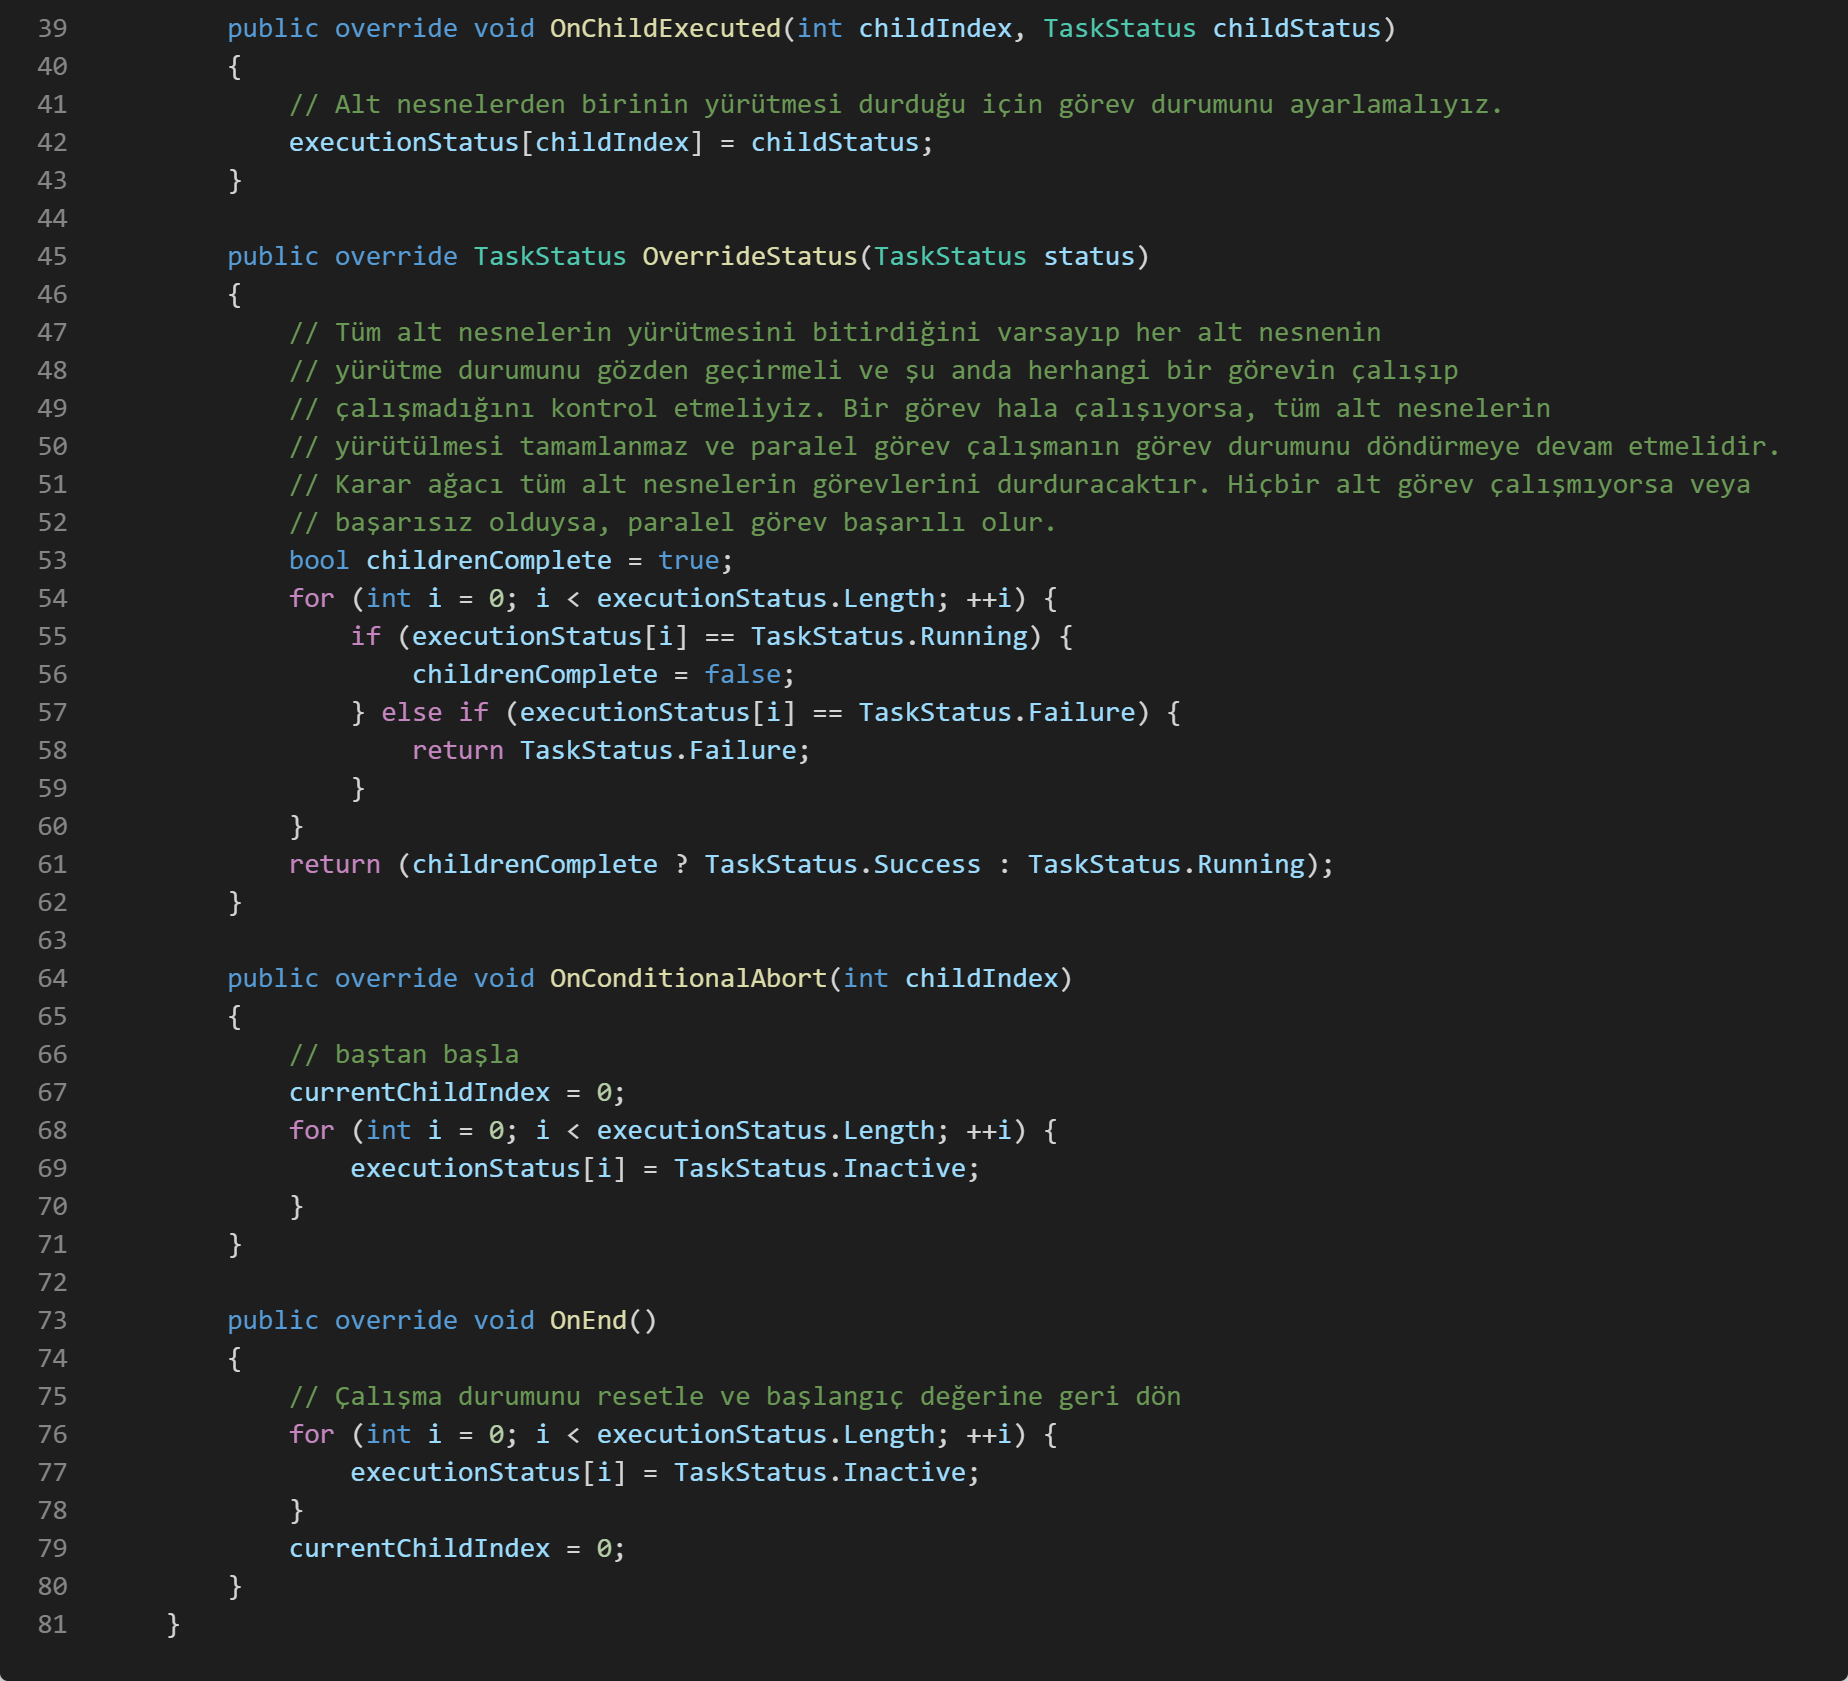 39 public override void OnChildExecuted(int childIndex, TaskStatus childStatus)
40 {
41 // Alt nesnelerden birinin yürütmesi durduğu için görev durumunu ayarlamalıyız.
42 executionStatus[childIndex] = childStatus;
43 }
44
45 public override TaskStatus OverrideStatus(TaskStatus status)
46 {
47 // Tüm alt nesnelerin yürütmesini bitirdiğini varsayıp her alt nesnenin
48 // yürütme durumunu gözden geçirmeli ve şu anda herhangi bir görevin çalışıp
49 // çalışmadığını kontrol etmeliyiz. Bir görev hala çalışıyorsa, tüm alt nesnelerin
50 // yürütülmesi tamamlanmaz ve paralel görev çalışmanın görev durumunu döndürmeye devam etmelidir.
51 // Karar ağacı tüm alt nesnelerin görevlerini durduracaktır. Hiçbir alt görev çalışmıyorsa veya
52 // başarısız olduysa, paralel görev başarılı olur.
53 bool childrenComplete = true;
54 for (int i = 0; i < executionStatus.Length; ++i) {
55 if (executionStatus[i] == TaskStatus.Running) {
56 childrenComplete = false;
57 } else if (executionStatus[i] == TaskStatus.Failure) {
58 return TaskStatus.Failure;
59 }
60 }
61 return (childrenComplete ? TaskStatus.Success : TaskStatus.Running);
62 }
63
64 public override void OnConditionalAbort(int childIndex)
65 {
66 // baştan başla
67 currentChildIndex = 0;
68 for (int i = 0; i < executionStatus.Length; ++i) {
69 executionStatus[i] = TaskStatus.Inactive;
70 }
71 }
72
73 public override void OnEnd()
74 {
75 // Çalışma durumunu resetle ve başlangıç değerine geri dön
76 for (int i = 0; i < executionStatus.Length; ++i) {
77 executionStatus[i] = TaskStatus.Inactive;
78 }
79 currentChildIndex = 0;
80 }
81 }